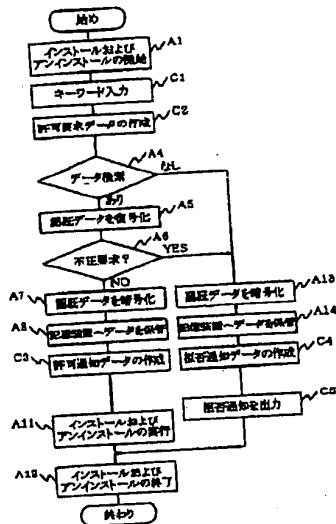 始め
インストールおよび
アンインストールの開始
A1
キーワード入力
C1
許可要求データの作成
C2
データ検索
A4
なし
あり
認証データを復号化
A5
不正要求?
A6
YES
NO
A7
認証データを暗号化
A8
記憶装置へデータを保管
C3
許可通知データの作成
認証データを暗号化
A13
記憶装置へデータを保管
A14
拒否通知データの作成
C4
拒否通知を出力
C5
A11
インストールおよび
アンインストールの実行
A12
インストールおよび
アンインストールの終了
終わり